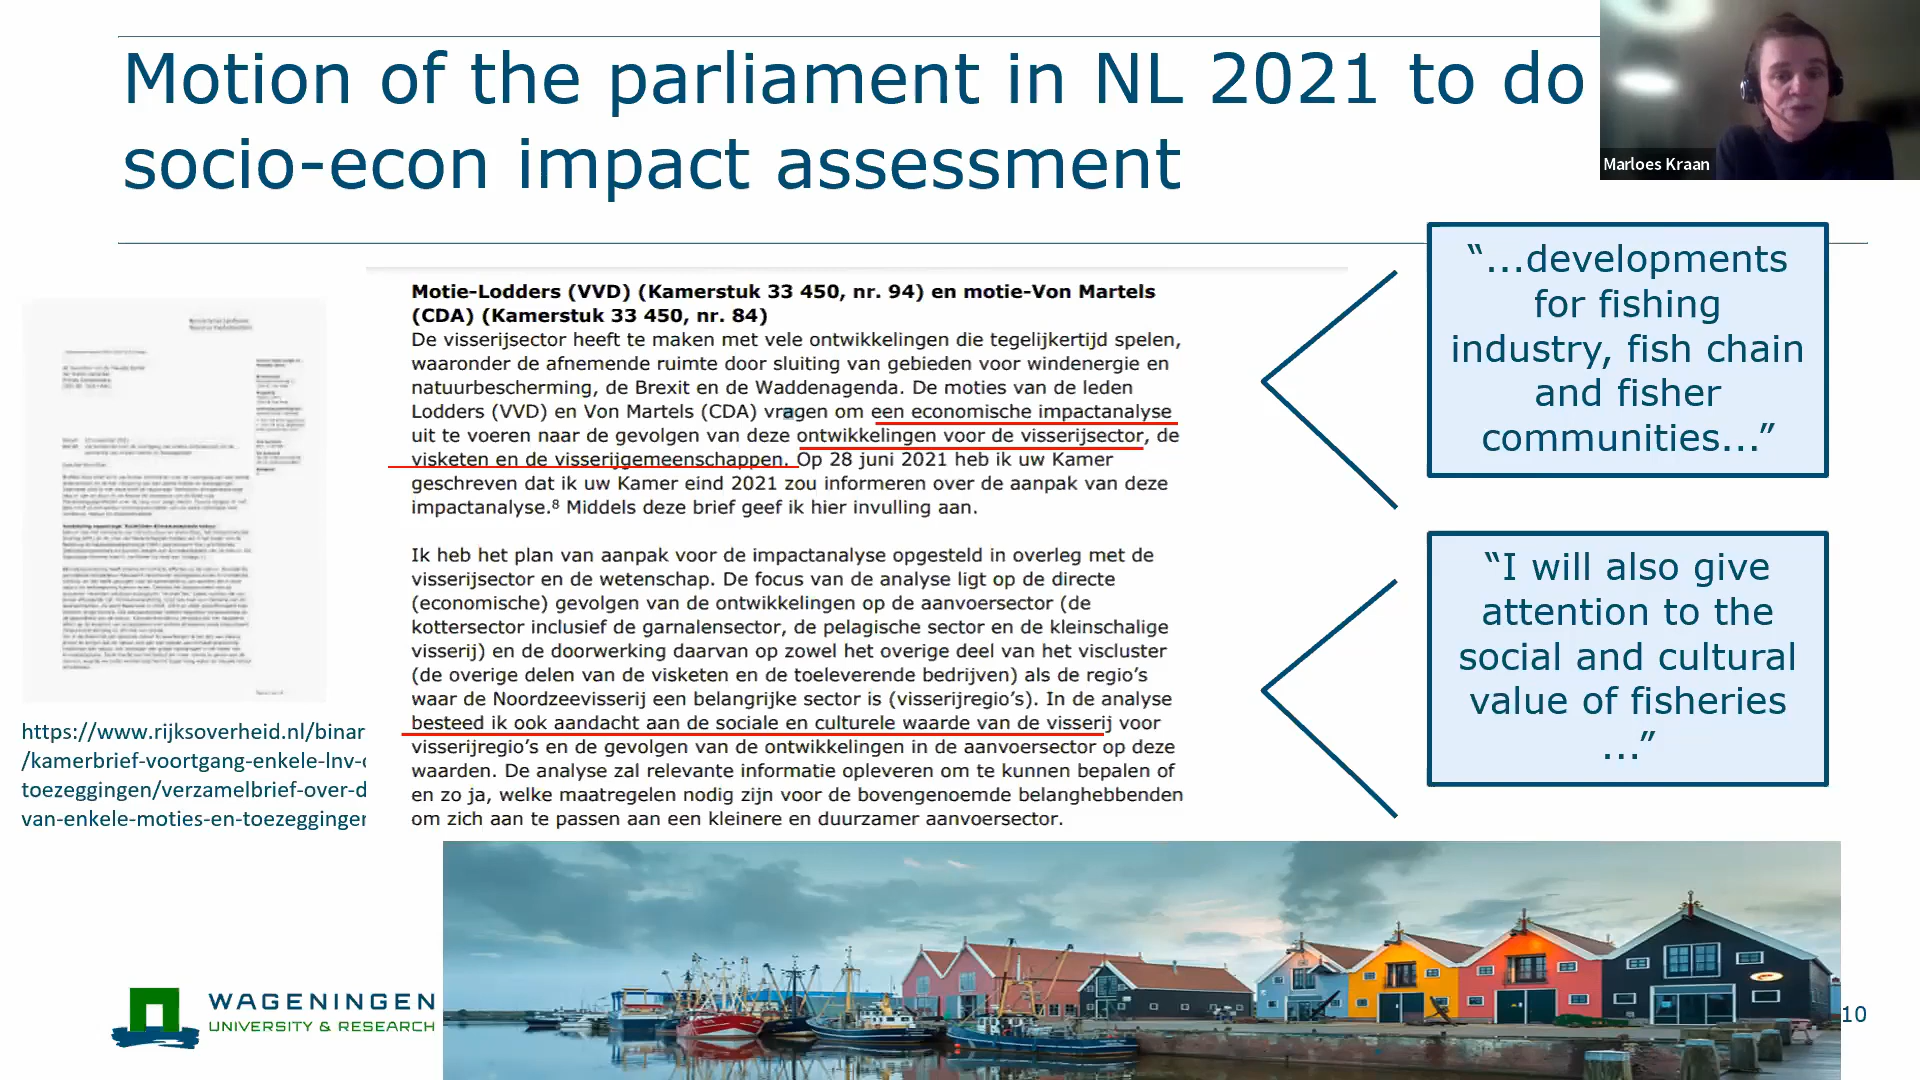 Motion of the parliament in NL 2021 to do
socio-econ impact assessment
Marloes Kraan
Motie-Lodders (VVD) (Kamerstuk 33 450, nr. 94) en motie-Von Martels
(CDA) (Kamerstuk 33 450, nr. 84)
De visserijsector heeft te maken met vele ontwikkelingen die tegelijkertijd spelen,
waaronder de afnemende ruimte door sluiting van gebieden voor windenergie en
natuurbescherming, de Brexit en de Waddenagenda. De moties van de leden
Lodders (VVD) en Von Martels (CDA) vragen om een economische impactanalyse
uit te voeren naar de gevolgen van deze ontwikkelingen voor de visserijsector, de
visketen en de visserijgemeenschappen. Op 28 juni 2021 heb ik uw Kamer
geschreven dat ik uw Kamer eind 2021 zou informeren over de aanpak van deze
impactanalyse.⁸ Middels deze brief geef ik hier invulling aan.
Ik heb het plan van aanpak voor de impactanalyse opgesteld in overleg met de
visserijsector en de wetenschap. De focus van de analyse ligt op de directe
(economische) gevolgen van de ontwikkelingen op de aanvoersector (de
kottersector inclusief de garnalensector, de pelagische sector en de kleinschalige
visserij) en de doorwerking daarvan op zowel het overige deel van het viscluster
(de overige delen van de visketen en de toeleverende bedrijven) als de regio's
waar de Noordzeevisserij een belangrijke sector is (visserijregio's). In de analyse
besteed ik ook aandacht aan de sociale en culturele waarde van de visserij voor
visserijregio's en de gevolgen van de ontwikkelingen in de aanvoersector op deze
waarden. De analyse zal relevante informatie opleveren om te kunnen bepalen of
en zo ja, welke maatregelen nodig zijn voor de bovengenoemde belanghebbenden
om zich aan te passen aan een kleinere en duurzamer aanvoersector.
“...developments
for fishing
industry, fish chain
and fisher
communities...”
“I will also give
attention to the
social and cultural
value of fisheries
...”
https://www.rijksoverheid.nl/binar
/kamerbrief-voortgang-enkele-lnv-
toezeggingen/verzamelbrief-over-d
van-enkele-moties-en-toezeggingen
WAGENINGEN
UNIVERSITY & RESEARCH
10